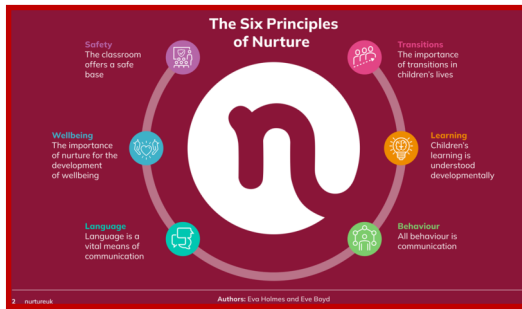 The Six Principles
of Nurture
Safety
The classroom
offers a safe
base
Transitions
The importance
of transitions in
children's lives
Wellbeing
The importance
of nurture for the
development
of wellbeing
Learning
Children's
learning is
understood
developmentally
Language
Language is a
vital means of
communication
Behaviour
All behaviour is
communication
n
2 nurtureuk
Authors: Eva Holmes and Eve Boyd